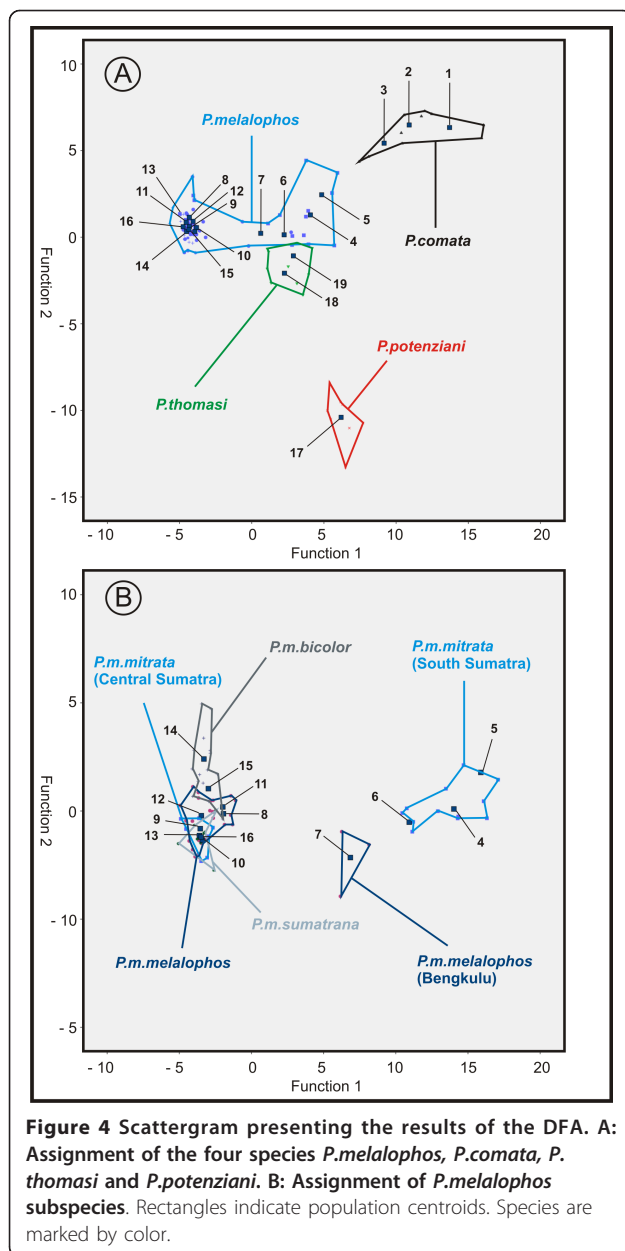 A
10
5
0
- 5
- 10
- 15
Function 2
3
2
1
P.melalophos
13
8
11
12
16
9
7
6
5
4
P.comata
10
14
15
19
18
P.thomasi
P.potenziani
17
- 10
- 5
0
5
10
15
20
Function 1
B
10
5
0
- 10
- 5
Function 2
P.m.bicolor
P.m.mitrata
(Central Sumatra)
P.m.mitrata
(South Sumatra)
14
5
15
11
12
8
6
9
7
4
13
16
10
P.m.sumatrana
P.m.melalophos
P.m.melalophos
(Bengkulu)
- 10
- 5
0
5
10
15
20
Function 1
Figure 4 Scattergram presenting the results of the DFA. A:
Assignment of the four species P.melalophos, P.comata, P.
thomasi and P.potenziani. B: Assignment of P.melalophos
subspecies. Rectangles indicate population centroids. Species are
marked by color.